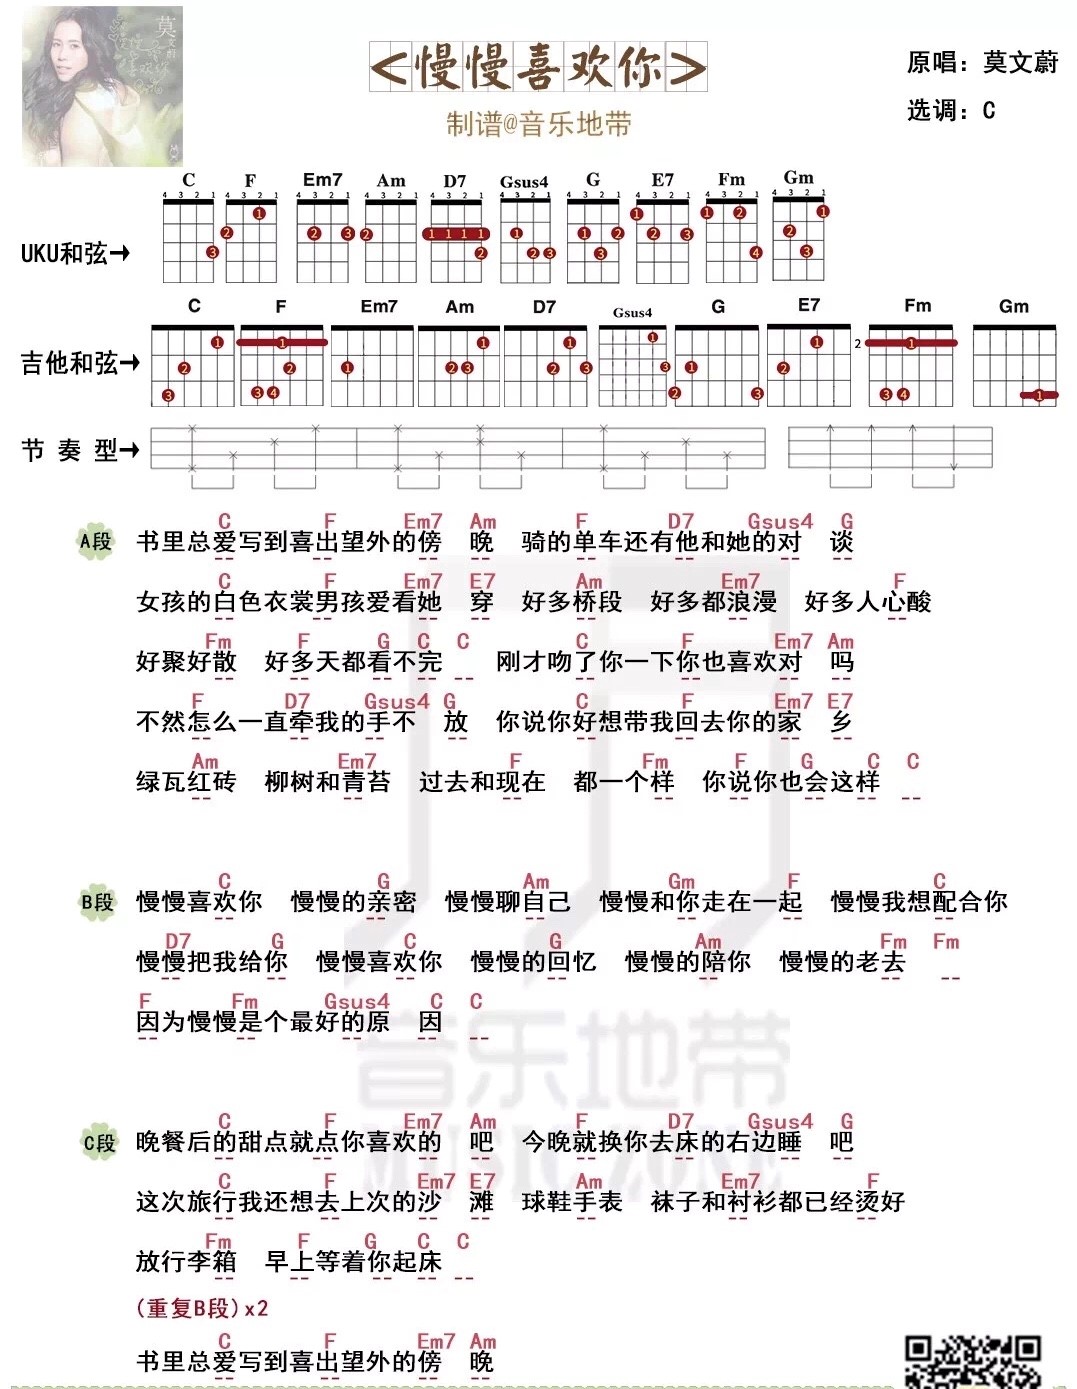 莫文蔚
<慢慢喜欢你>
制谱@音乐地带
原唱：莫文蔚
选调：C
C F Em7 Am D7 Gsus4 G E7 Fm Gm
UKU和弦→
C F Em7 Am D7 Gsus4 G E7 Fm Gm
吉他和弦→
2
节奏型→
C F Em7 Am F D7 Gsus4 G
A段 书里总爱写到喜出望外的傍 晚 骑的单车还有他和她的对 谈
C F Em7 E7 Am Em7 F
女孩的白色衣裳男孩爱看她 穿 好多桥段 好多都浪漫 好多人心酸
Fm F G C C C F Em7 Am
好聚好散 好多天都看不完 刚才吻了你一下你也喜欢对 吗
F D7 Gsus4 G C F Em7 E7
不然怎么一直牵我的手不 放 你说你好想带我回去你的家 乡
Am Em7 F Fm F G C C
绿瓦红砖 柳树和青苔 过去和现在 都一个样 你说你也会这样
C G Am Gm F C
B段 慢慢喜欢你 慢慢的亲密 慢慢聊自己 慢慢和你走在一起 慢慢我想配合你
D7 G C G Am Fm Fm
慢慢把我给你 慢慢喜欢你 慢慢的回忆 慢慢的陪你 慢慢的老去
F Fm Gsus4 C C
因为慢慢是个最好的原 因
音乐地带
MUSIC ZONE
C F Em7 Am F D7 Gsus4 G
C段 晚餐后的甜点就点你喜欢的 吧 今晚就换你去床的右边睡 吧
C F Em7 E7 Am Em7 F
这次旅行我还想去上次的沙 滩 球鞋手表 袜子和衬衫都已经烫好
Fm F G C C
放行李箱 早上等着你起床
(重复B段)x2
C F Em7 Am
书里总爱写到喜出望外的傍 晚